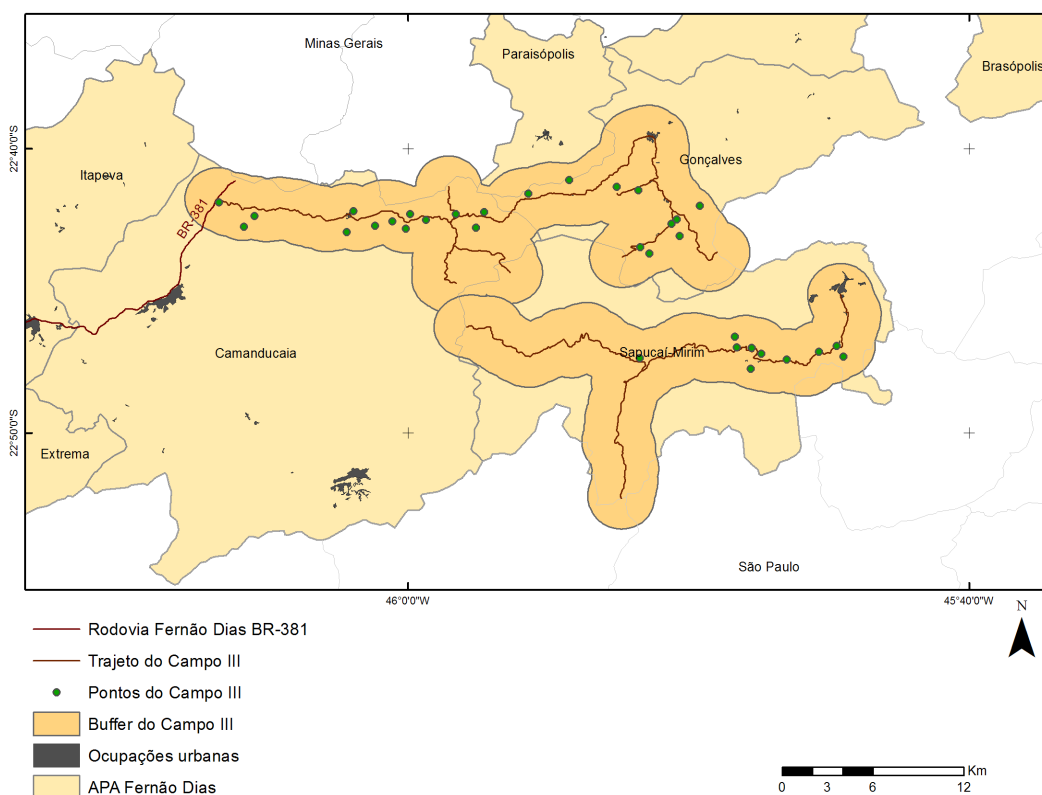 Minas Gerais
Paraisópolis
Brasópolis
22°40'0"S
Gonçalves
Itapeva
BR-381
Camanducaia
Sapucaí-Mirim
22°50'0"S
Extrema
São Paulo
46°0'0"W
45°40'0"W
N
Rodovia Fernão Dias BR-381
Trajeto do Campo III
Pontos do Campo III
Buffer do Campo III
Ocupações urbanas
APA Fernão Dias
Km
0 3 6 12